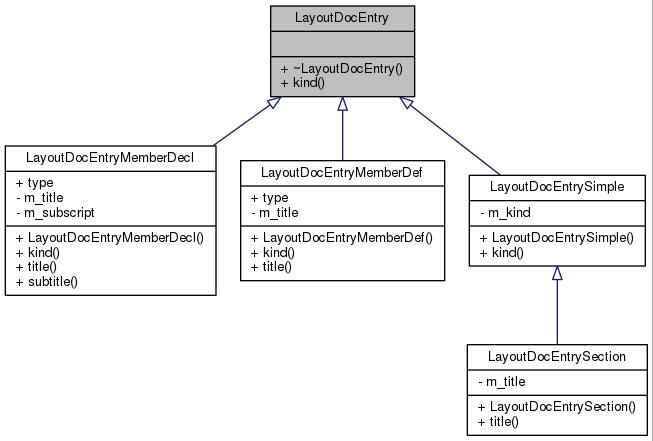 LayoutDocEntry
+ ~LayoutDocEntry()
+ kind()
LayoutDocEntryMemberDecl
+ type
- m_title
- m_subscript
+ LayoutDocEntryMemberDecl()
+ kind()
+ title()
+ subtitle()
LayoutDocEntryMemberDef
+ type
- m_title
+ LayoutDocEntryMemberDef()
+ kind()
+ title()
LayoutDocEntrySimple
- m_kind
+ LayoutDocEntrySimple()
+ kind()
LayoutDocEntrySection
- m_title
+ LayoutDocEntrySection()
+ title()